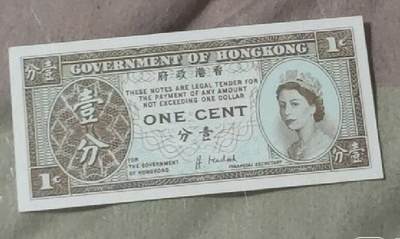 分壹
GOVERNMENT OF HONGKONG
1¢
府政港香
THESE NOTES ARE LEGAL TENDER FOR
THE PAYMENT OF ANY AMOUNT
NOT EXCEEDING ONE DOLLAR
壹
分
ONE CENT
分壹
1¢
FOR
THE GOVERNMENT
OF HONGKONG
FINANCIAL SECRETARY
分壹